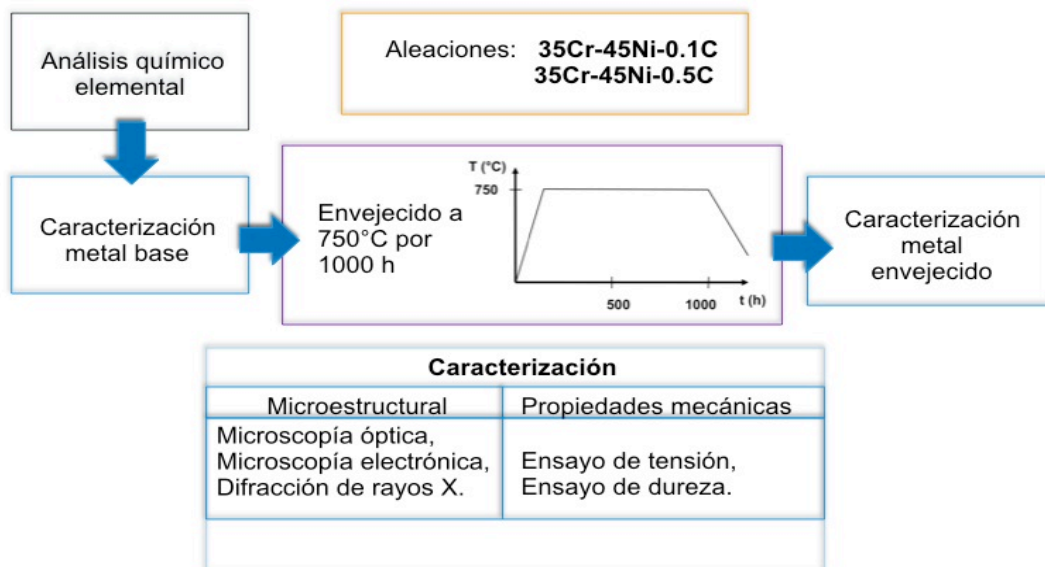 Análisis químico
elemental
Aleaciones: 35Cr-45Ni-0.1C
35Cr-45Ni-0.5C
Caracterización
metal base
Envejecido a
750°C por
1000 h
T (°C)
750
500
1000
t (h)
Caracterización
metal
envejecido
Caracterización
Microestructural
Propiedades mecánicas
Microscopía óptica,
Microscopía electrónica,
Difracción de rayos X.
Ensayo de tensión,
Ensayo de dureza.